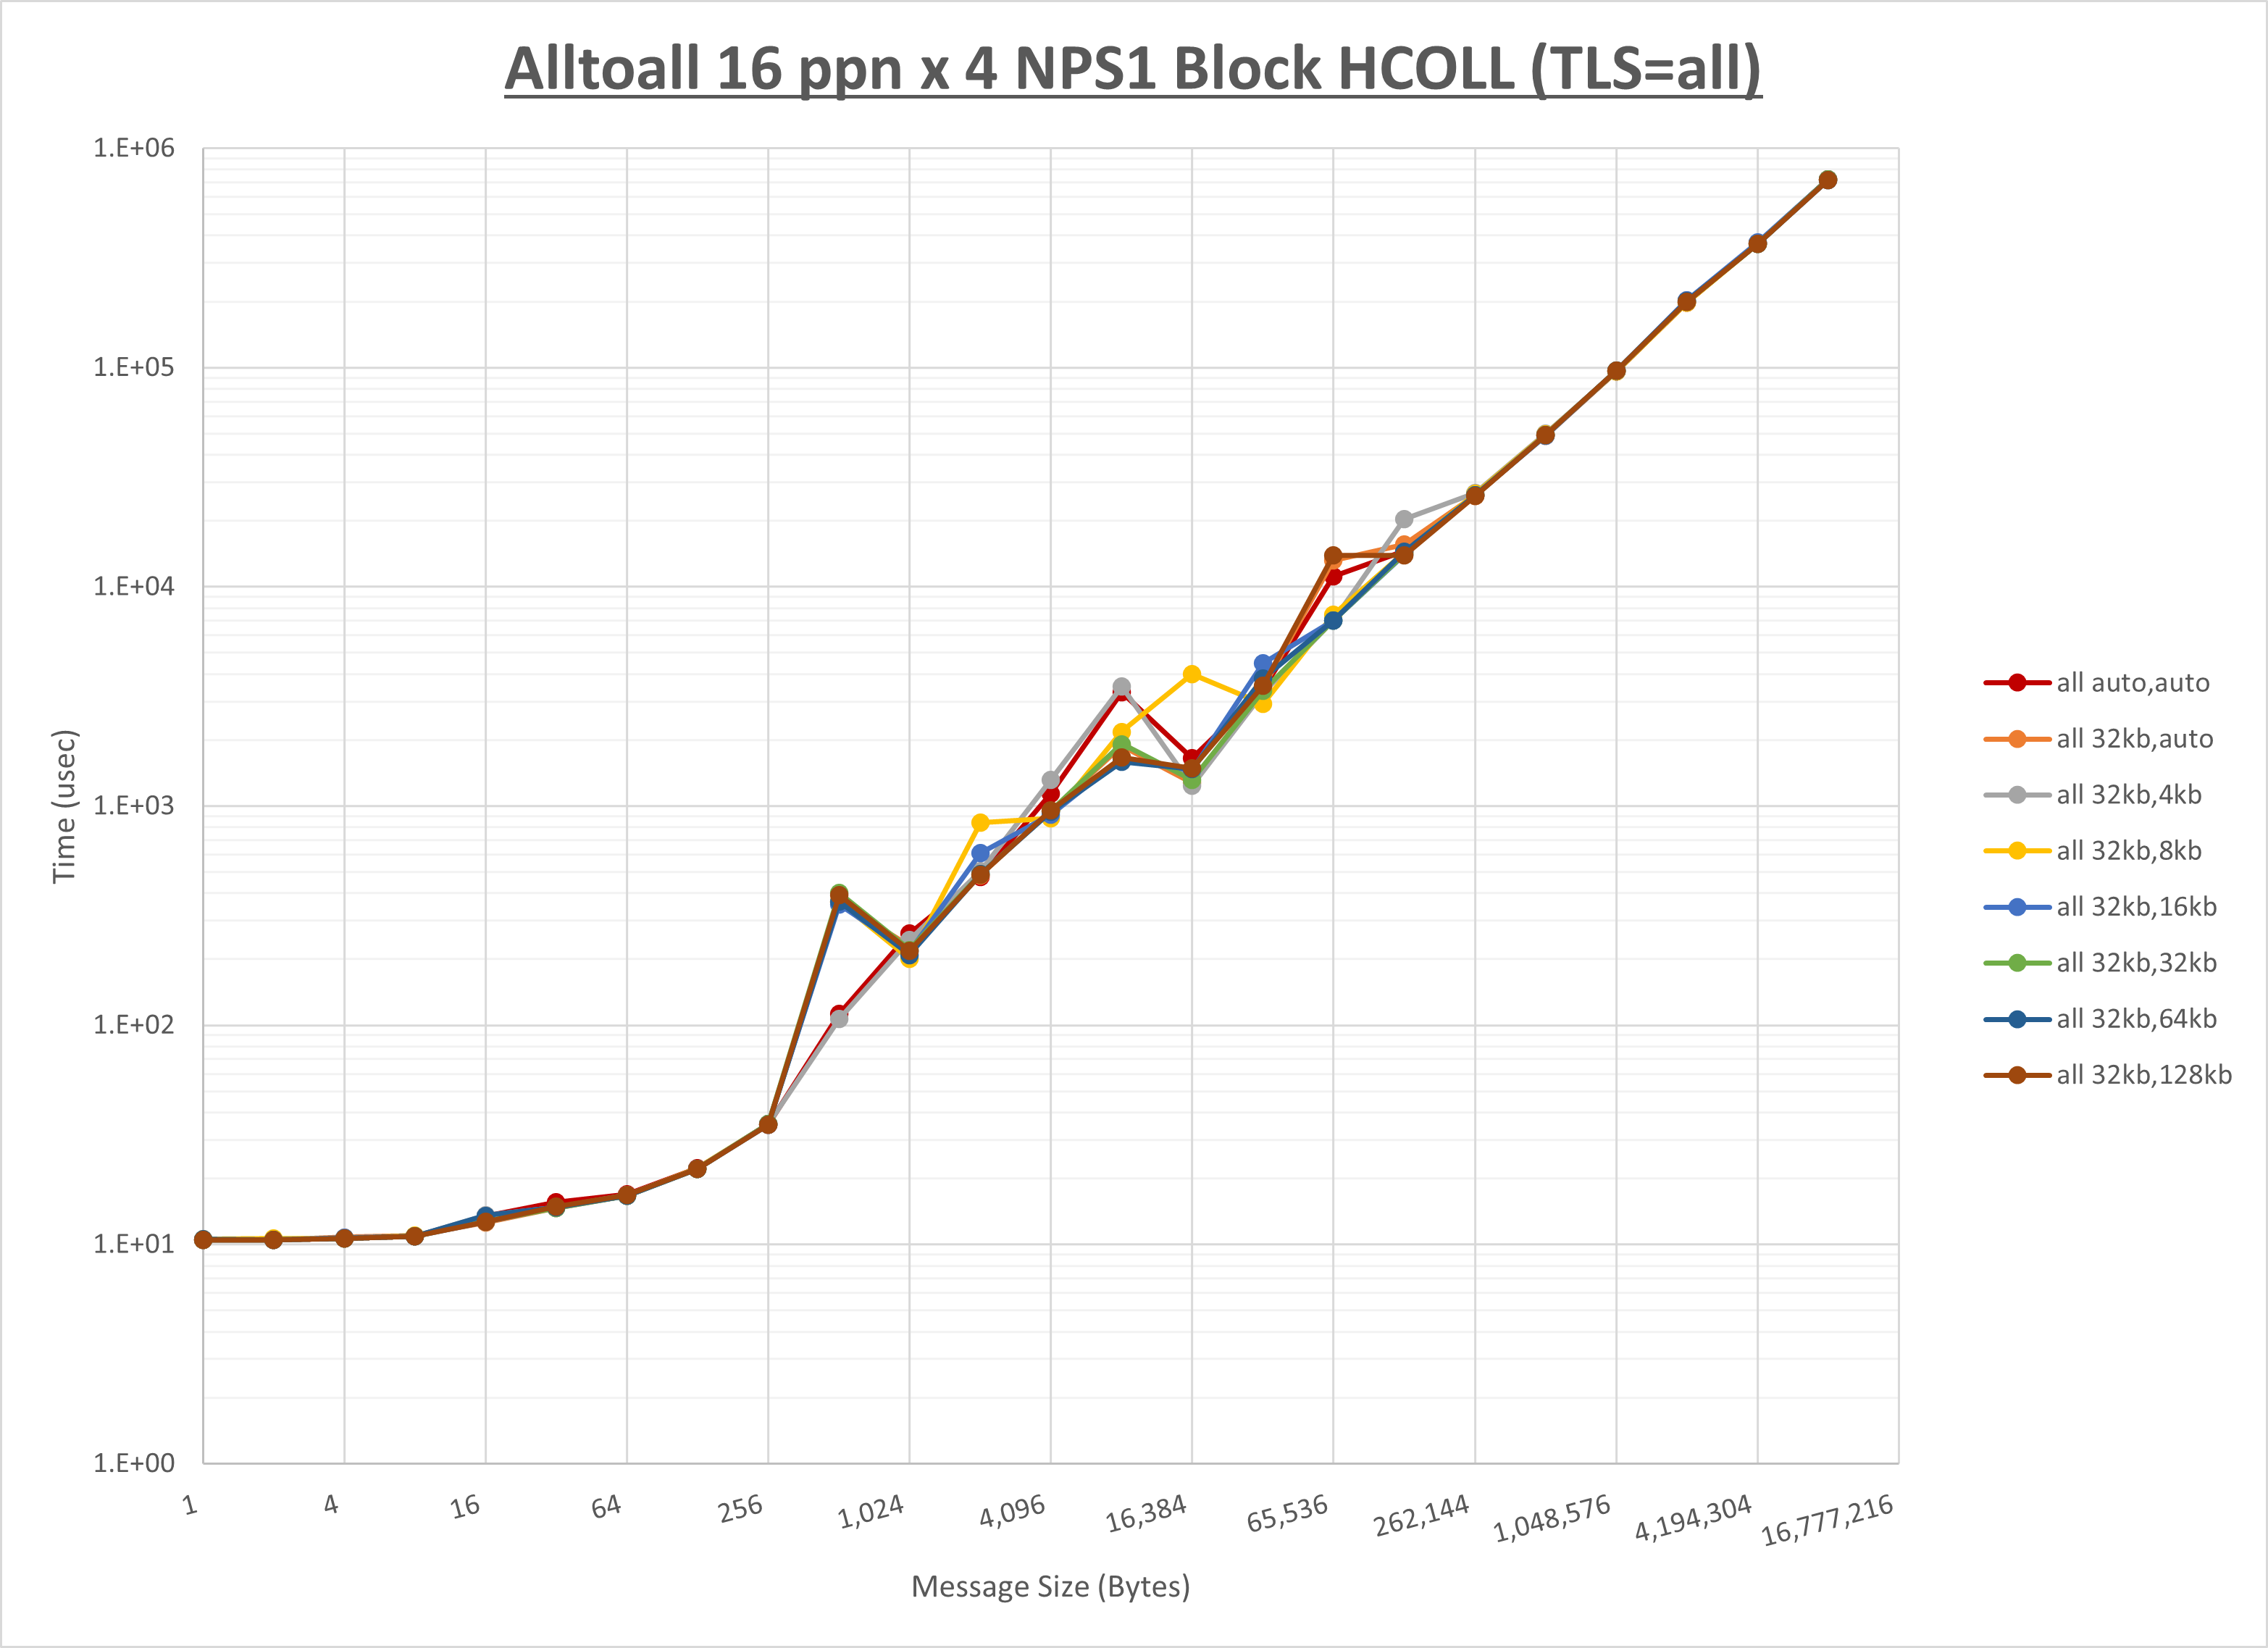 Alltoall 16 ppn x 4 NPS1 Block HCOLL (TLS=all)
1.E+06
1.E+05
1.E+04
1.E+03
1.E+02
1.E+01
1.E+00
Time (usec)
1
4
16
64
256
1,024
4,096
16,384
65,536
262,144
1,048,576
4,194,304
16,777,216
Message Size (Bytes)
all auto,auto
all 32kb,auto
all 32kb,4kb
all 32kb,8kb
all 32kb,16kb
all 32kb,32kb
all 32kb,64kb
all 32kb,128kb